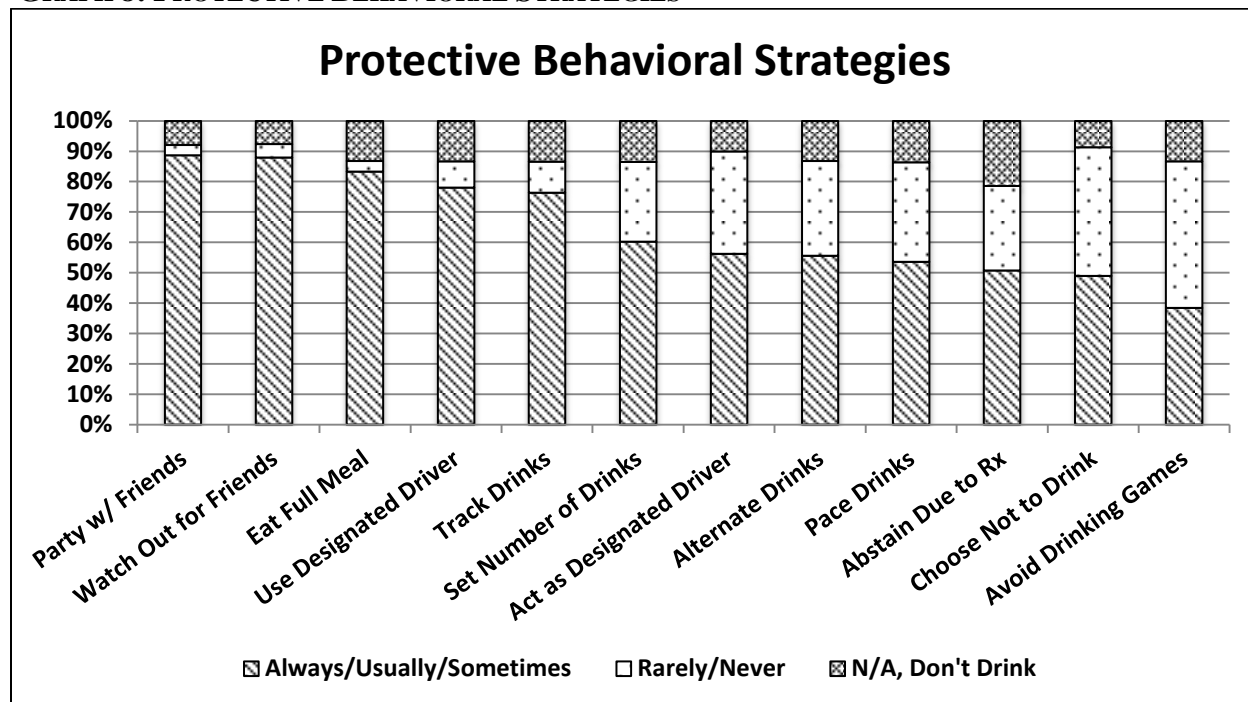 Protective Behavioral Strategies
100%
90%
80%
70%
60%
50%
40%
30%
20%
10%
0%
Party w/ Friends
Watch Out for Friends
Eat Full Meal
Use Designated Driver
Track Drinks
Set Number of Drinks
Act as Designated Driver
Alternate Drinks
Pace Drinks
Abstain Due to Rx
Choose Not to Drink
Avoid Drinking Games
Always/Usually/Sometimes Rarely/Never N/A, Don't Drink